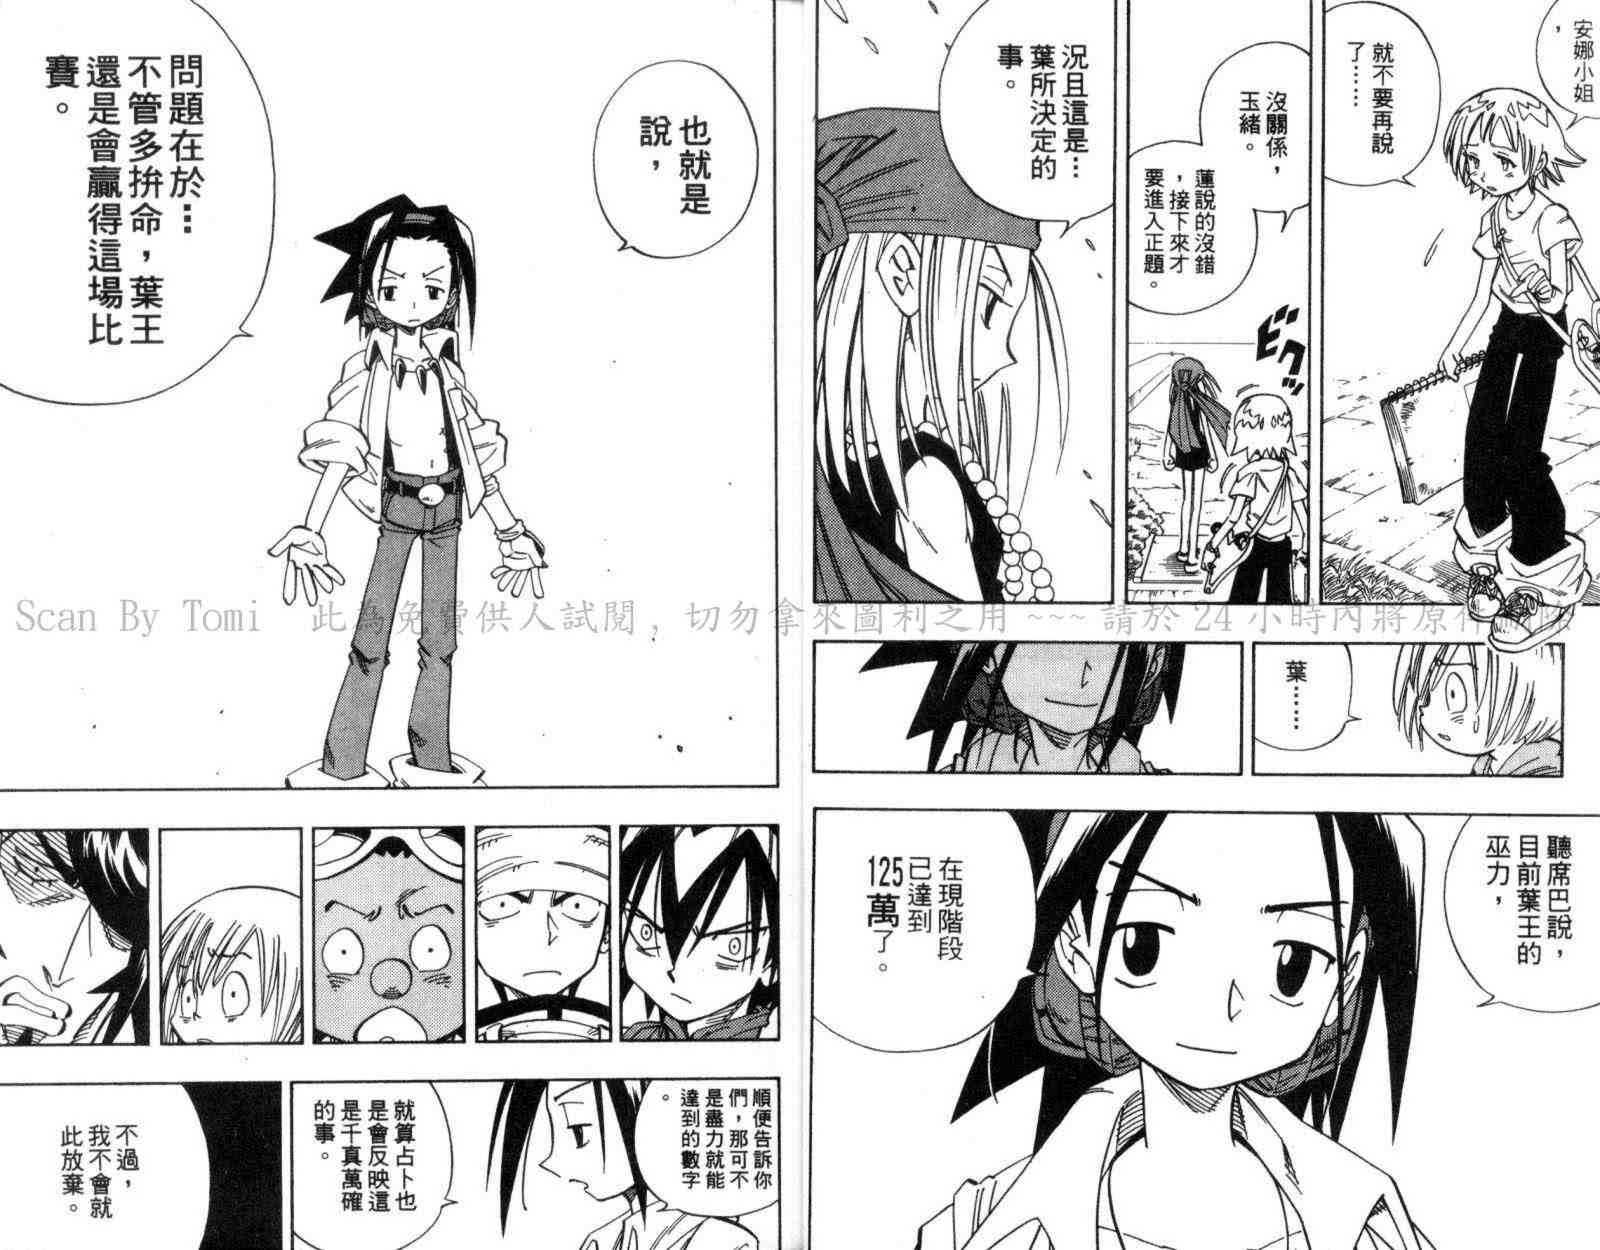 安娜小姐
，
就不要再說
了……
沒關係，
玉緒。
蓮說的沒錯
，接下來才
要進入正題
。
ビクッ
況且這是…
葉所決定的
事。
葉……
聽席巴說，
目前葉王的
巫力，
在現階段
已達到
125
萬了。
也就是
說，
問題在於…
不管多拚命，葉王
還是會贏得這場比
賽。
順便告訴你
們，那可不
是盡力就能
達到的數字
。
就算占卜也
是會反映這
是千真萬確
的事。
不過，
我不會就
此放棄。
Scan By Tomi 此為免費供人試閱，切勿拿來圖利之用 ~~~ 請於 24 小時內將原